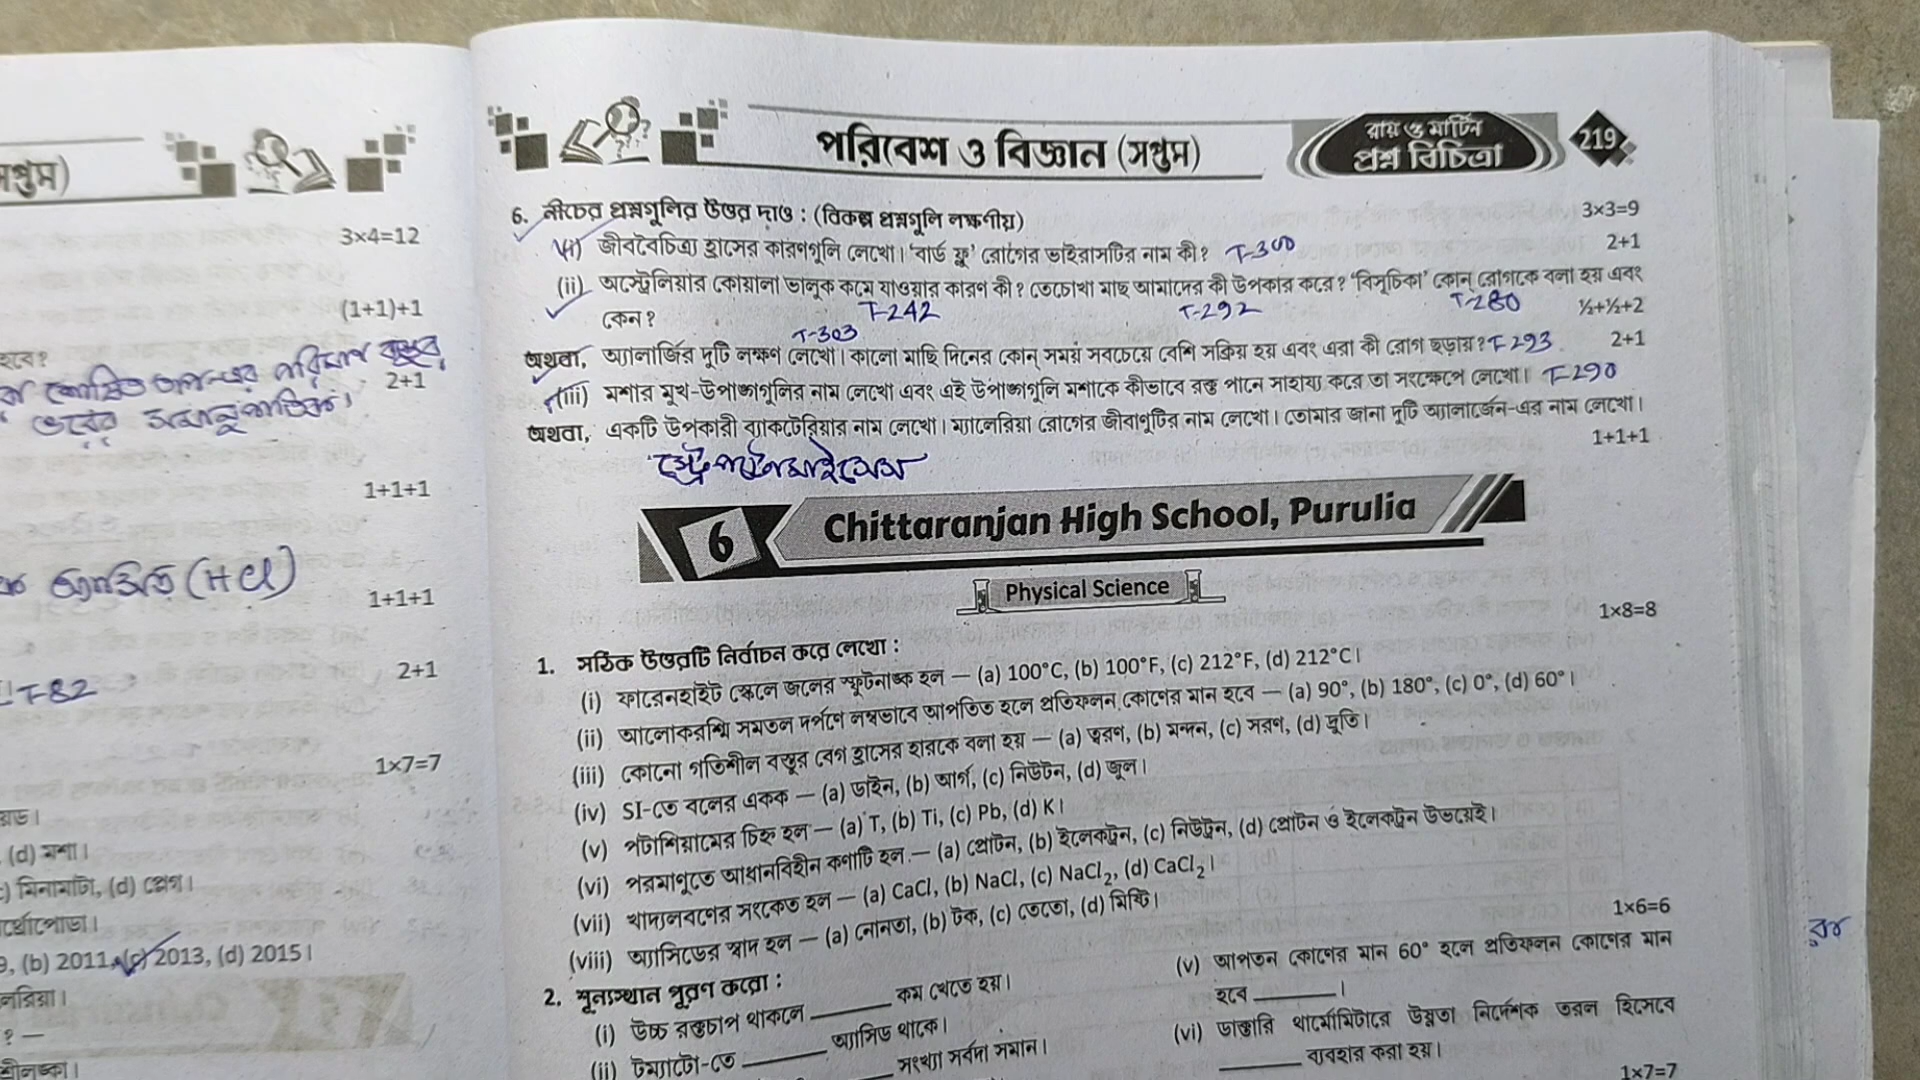 সপ্তম)
3×4=12
(1+1)+1
হবে?
2+1
1+1+1
অ্যাসিড (HCl)
1+1+1
2+1
T-82
1×7=7
(d) মশা।
মিনামাটা, (d) প্লেগ।
(b) 2011, (c) 2013, (d) 2015।
পরিবেশ ও বিজ্ঞান (সপ্তম)
রায় ও মার্টিন
প্রশ্ন বিচিত্রা
219
6. নীচের প্রশ্নগুলির উত্তর দাও : (বিকল্প প্রশ্নগুলি লক্ষণীয়) 3×3=9
(i) জীববৈচিত্র্য হ্রাসের কারণগুলি লেখো। 'বার্ড ফ্লু' রোগের ভাইরাসটির নাম কী? T-300 2+1
(ii) অস্ট্রেলিয়ার কোয়ালা ভালুক কমে যাওয়ার কারণ কী? তেচোখা মাছ আমাদের কী উপকার করে? 'বিসূচিকা' কোন্ রোগকে বলা হয় এবং
কেন? T-242 T-292 T-280 ½+½+2
T-303
অথবা, অ্যালার্জির দুটি লক্ষণ লেখো। কালো মাছি দিনের কোন্ সময় সবচেয়ে বেশি সক্রিয় হয় এবং এরা কী রোগ ছড়ায়? T-293 2+1
(iii) মশার মুখ-উপাঙ্গগুলির নাম লেখো এবং এই উপাঙ্গগুলি মশাকে কীভাবে রক্ত পানে সাহায্য করে তা সংক্ষেপে লেখো। T-290
অথবা, একটি উপকারী ব্যাকটেরিয়ার নাম লেখো। ম্যালেরিয়া রোগের জীবাণুটির নাম লেখো। তোমার জানা দুটি অ্যালার্জেন-এর নাম লেখো।
1+1+1
স্ট্রেপটোমাইসেস
6 Chittaranjan High School, Purulia
Physical Science
1. সঠিক উত্তরটি নির্বাচন করে লেখো : 1×8=8
(i) ফারেনহাইট স্কেলে জলের স্ফুটনাঙ্ক হল — (a) 100°C, (b) 100°F, (c) 212°F, (d) 212°C।
(ii) আলোকরশ্মি সমতল দর্পণে লম্বভাবে আপতিত হলে প্রতিফলন কোণের মান হবে — (a) 90°, (b) 180°, (c) 0°, (d) 60°।
(iii) কোনো গতিশীল বস্তুর বেগ হ্রাসের হারকে বলা হয় — (a) ত্বরণ, (b) মন্দন, (c) সরণ, (d) দ্রুতি।
(iv) SI-তে বলের একক — (a) ডাইন, (b) আর্গ, (c) নিউটন, (d) জুল।
(v) পটাশিয়ামের চিহ্ন হল — (a) T, (b) Ti, (c) Pb, (d) K।
(vi) পরমাণুতে আধানবিহীন কণাটি হল — (a) প্রোটন, (b) ইলেকট্রন, (c) নিউট্রন, (d) প্রোটন ও ইলেকট্রন উভয়েই।
(vii) খাদ্যলবণের সংকেত হল — (a) CaCl, (b) NaCl, (c) NaCl₂, (d) CaCl₂।
(viii) অ্যাসিডের স্বাদ হল — (a) নোনতা, (b) টক, (c) তেতো, (d) মিষ্টি।
2. শূন্যস্থান পূরণ করো : 1×6=6
(i) উচ্চ রক্তচাপ থাকলে ________ কম খেতে হয়।
(ii) টম্যাটো-তে ________ অ্যাসিড থাকে।
________ সংখ্যা সর্বদা সমান।
(v) আপতন কোণের মান 60° হলে প্রতিফলন কোণের মান
হবে ________।
(vi) ডাক্তারি থার্মোমিটারে উষ্ণতা নির্দেশক তরল হিসেবে
________ ব্যবহার করা হয়।
1×7=7